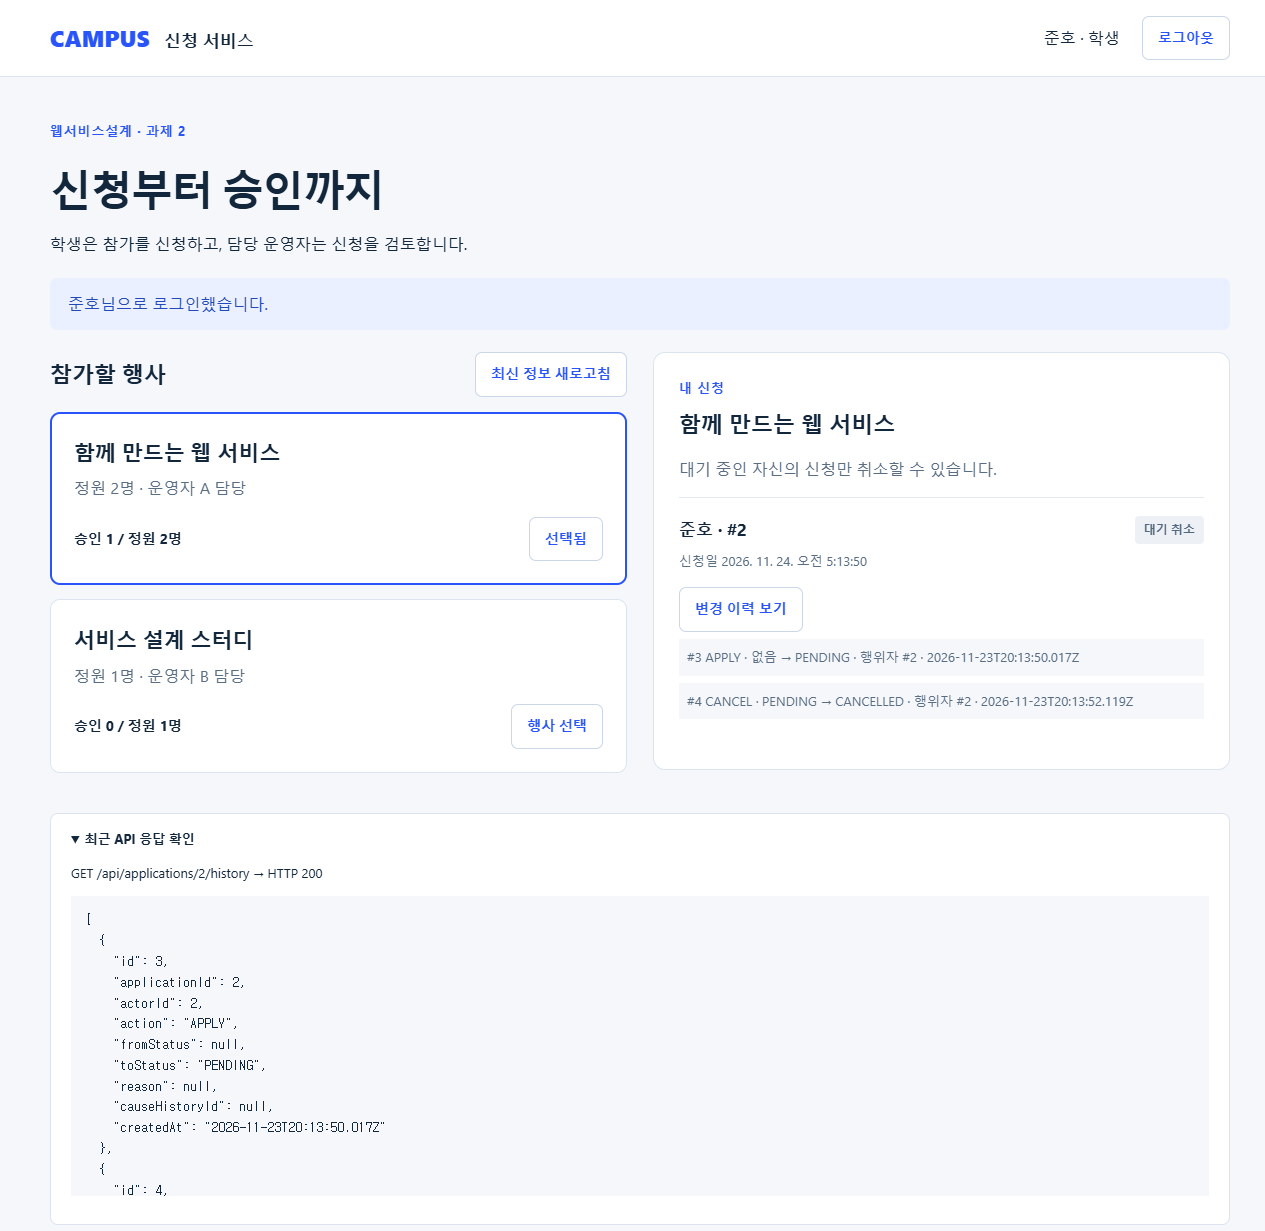 CAMPUS 신청 서비스
준호 · 학생
로그아웃
웹서비스설계 · 과제 2
신청부터 승인까지
학생은 참가를 신청하고, 담당 운영자는 신청을 검토합니다.
준호님으로 로그인했습니다.
참가할 행사
최신 정보 새로고침
함께 만드는 웹 서비스
정원 2명 · 운영자 A 담당
승인 1 / 정원 2명
선택됨
서비스 설계 스터디
정원 1명 · 운영자 B 담당
승인 0 / 정원 1명
행사 선택
내 신청
함께 만드는 웹 서비스
대기 중인 자신의 신청만 취소할 수 있습니다.
준호 · #2
대기 취소
신청일 2026. 11. 24. 오전 5:13:50
변경 이력 보기
#3 APPLY · 없음 → PENDING · 행위자 #2 · 2026-11-23T20:13:50.017Z
#4 CANCEL · PENDING → CANCELLED · 행위자 #2 · 2026-11-23T20:13:52.119Z
▼ 최근 API 응답 확인
GET /api/applications/2/history → HTTP 200
[
  {
    "id": 3,
    "applicationId": 2,
    "actorId": 2,
    "action": "APPLY",
    "fromStatus": null,
    "toStatus": "PENDING",
    "reason": null,
    "causeHistoryId": null,
    "createdAt": "2026-11-23T20:13:50.017Z"
  },
  {
    "id": 4,